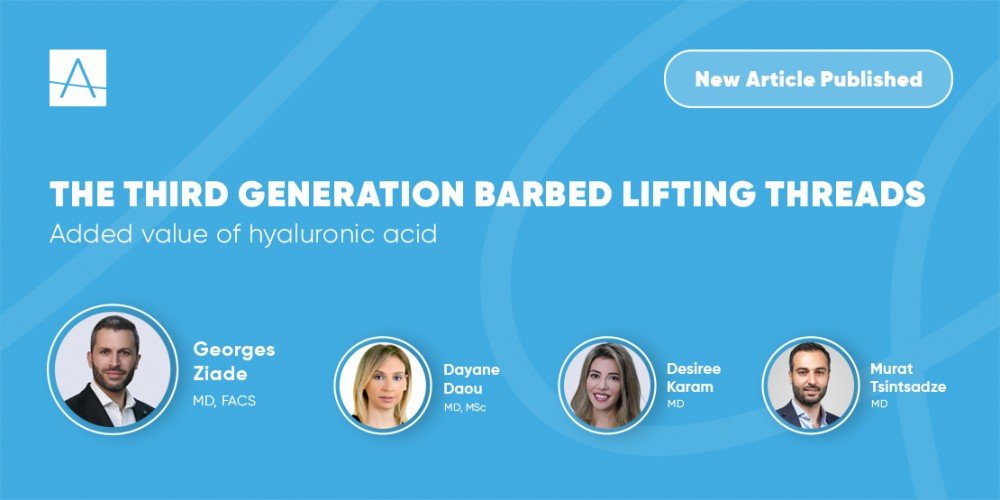 A
New Article Published
THE THIRD GENERATION BARBED LIFTING THREADS
Added value of hyaluronic acid
Georges
Ziade
MD, FACS
Dayane
Daou
MD, MSc
Desiree
Karam
MD
Murat
Tsintsadze
MD